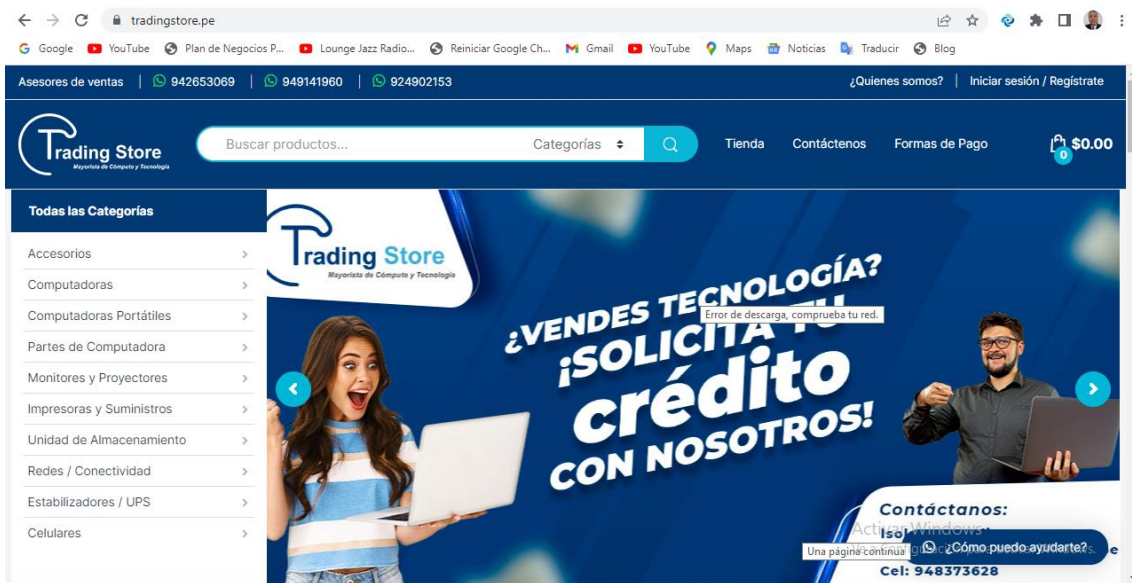 tradingstore.pe
Google YouTube Plan de Negocios P... Lounge Jazz Radio... Reiniciar Google Ch... Gmail YouTube Maps Noticias Traducir Blog
Asesores de ventas | 942653069 | 949141960 | 924902153 ¿Quienes somos? | Iniciar sesión / Regístrate
Trading Store
Mayorista de Cómputo y Tecnología
Buscar productos... Categorías Tienda Contáctenos Formas de Pago 0 $0.00
Todas las Categorías
Accesorios
Computadoras
Computadoras Portátiles
Partes de Computadora
Monitores y Proyectores
Impresoras y Suministros
Unidad de Almacenamiento
Redes / Conectividad
Estabilizadores / UPS
Celulares
Trading Store
Mayorista de Cómputo y Tecnología
¿VENDES TECNOLOGÍA?
Error de descarga, comprueba tu red.
¡SOLICITA TU
crédito
CON NOSOTROS!
Contáctanos:
Activar Windows
Una página continua
¿Cómo puedo ayudarte?
Cel: 948373628